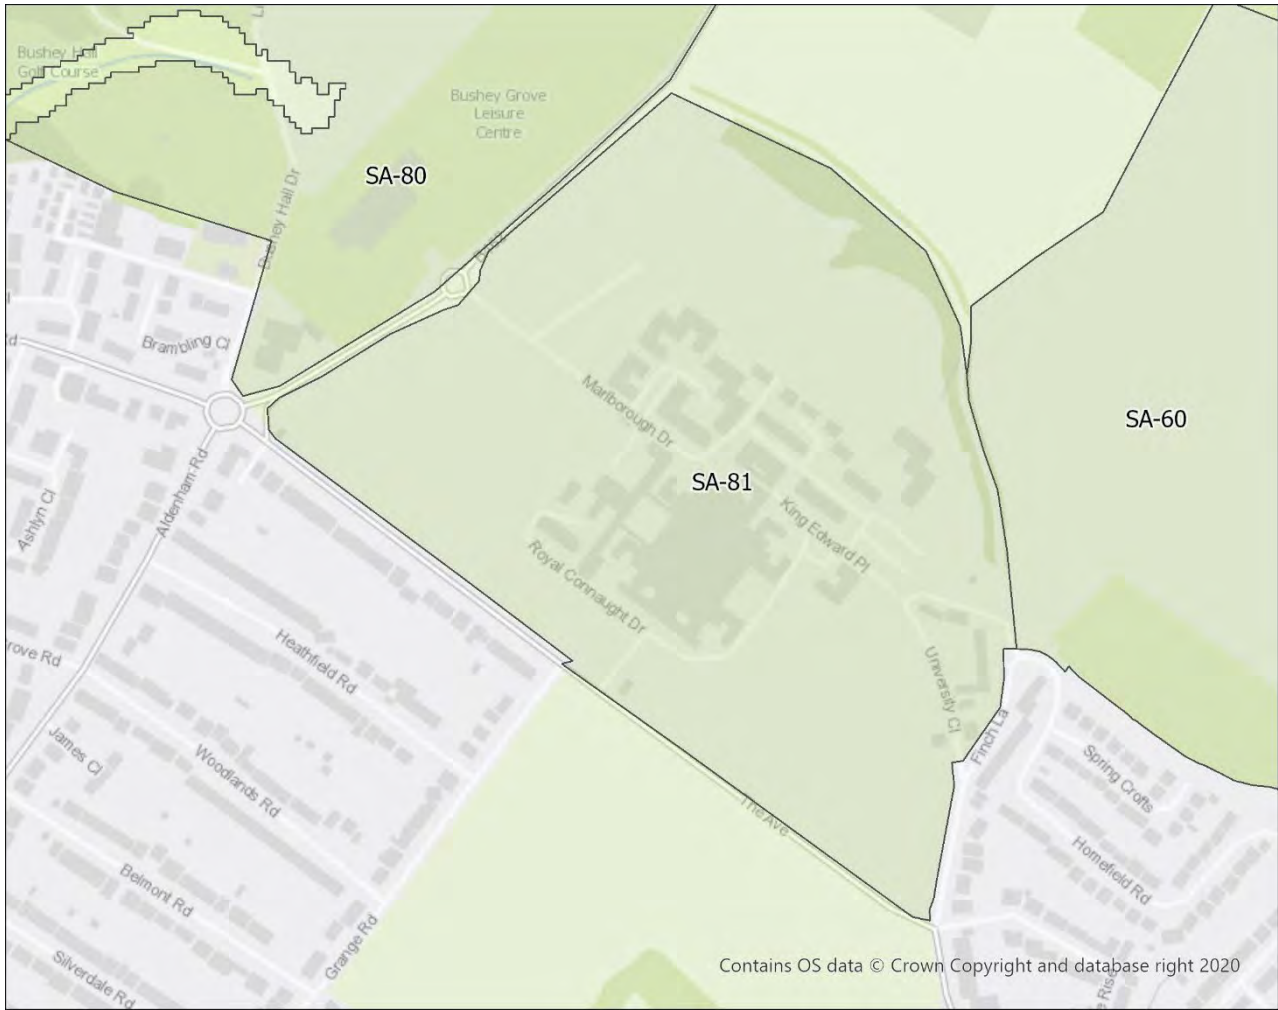 Bushey Hall
Golf Course
Bushey Grove
Leisure
Centre
SA-80
Bushey Hall Dr
Brambling Cl
SA-60
Marlborough Dr
SA-81
King Edward Pl
Aldenham Rd
Ashlyn Cl
Royal Connaught Dr
Heathfield Rd
University Cl
Finch La
James Cl
Woodlands Rd
Spring Crofts
The Ave
Homefield Rd
Belmont Rd
Grange Rd
Silverdale Rd
Contains OS data © Crown Copyright and database right 2020